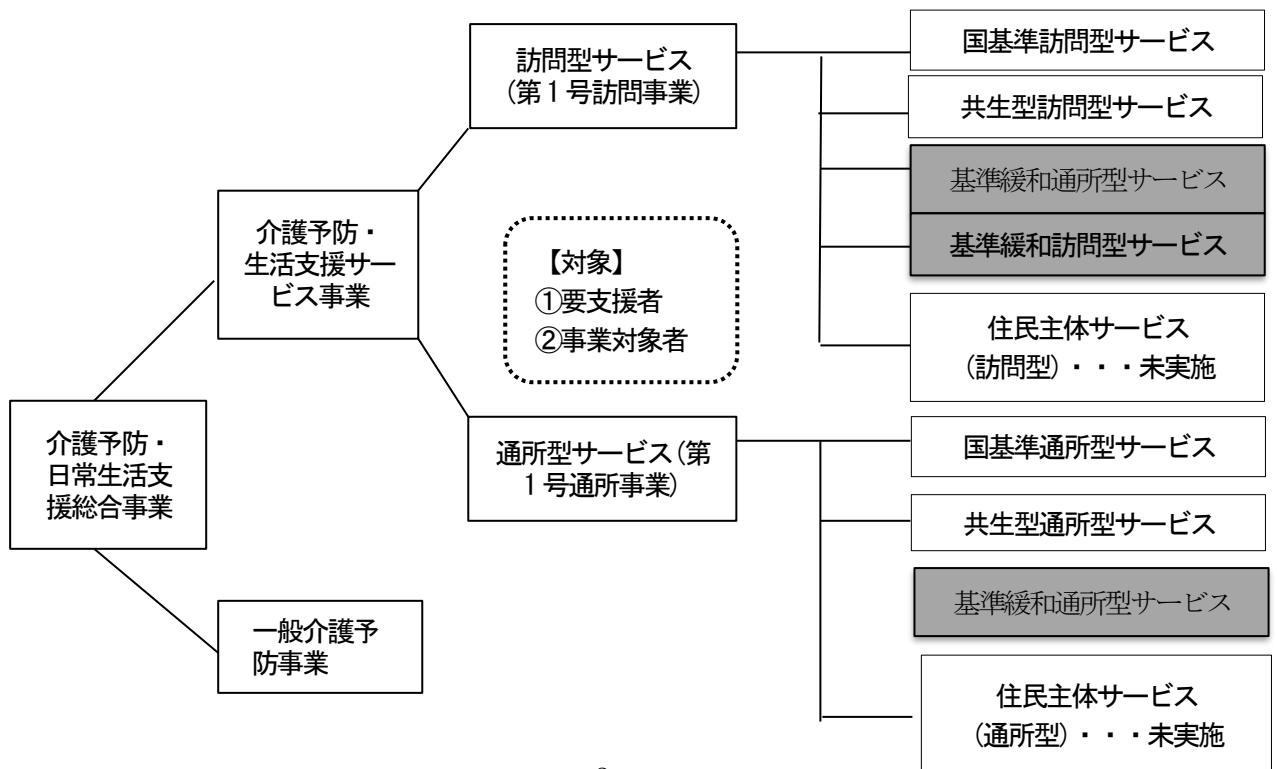 訪問型サービス
(第1号訪問事業)
国基準訪問型サービス
共生型訪問型サービス
基準緩和通所型サービス
基準緩和訪問型サービス
住民主体サービス
(訪問型)・・・未実施
介護予防・
生活支援サー
ビス事業
【対象】
①要支援者
②事業対象者
介護予防・
日常生活支
援総合事業
通所型サービス(第
1号通所事業)
国基準通所型サービス
共生型通所型サービス
基準緩和通所型サービス
住民主体サービス
(通所型)・・・未実施
一般介護予
防事業